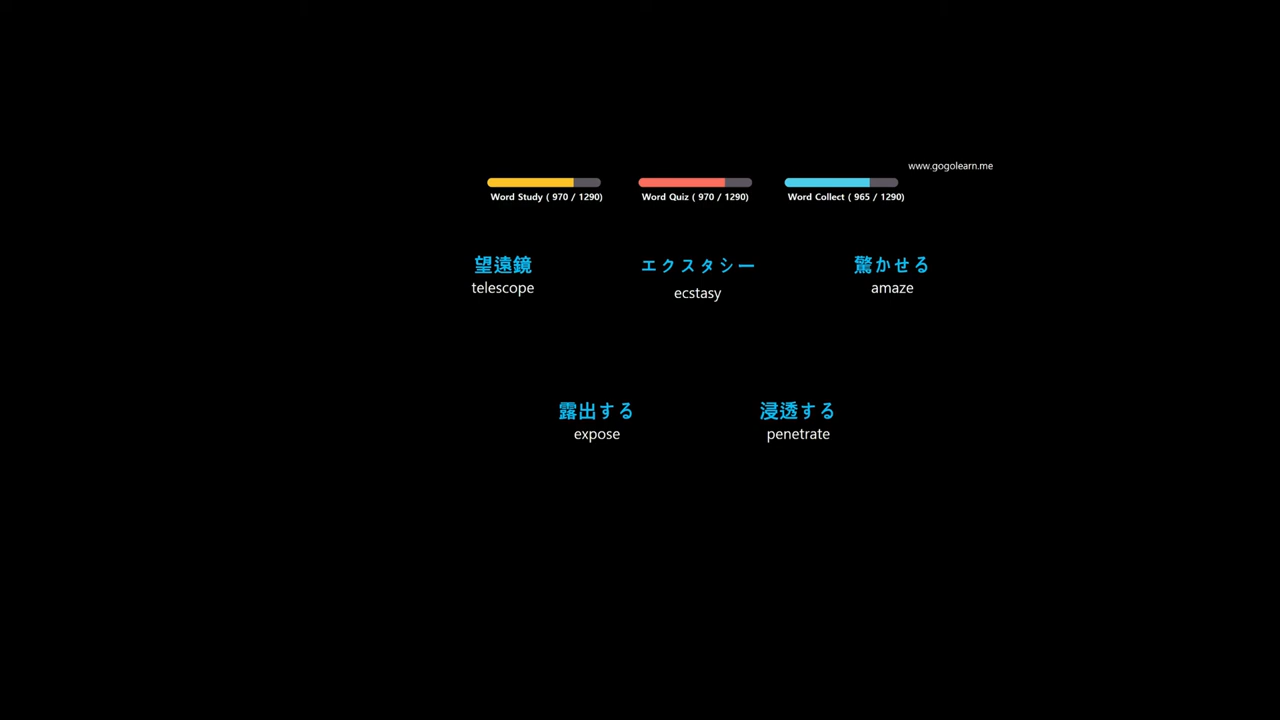 www.gogolearn.me
Word Study ( 970 / 1290)
Word Quiz ( 970 / 1290)
Word Collect ( 965 / 1290)
望遠鏡
telescope
エクスタシー
ecstasy
驚かせる
amaze
露出する
expose
浸透する
penetrate